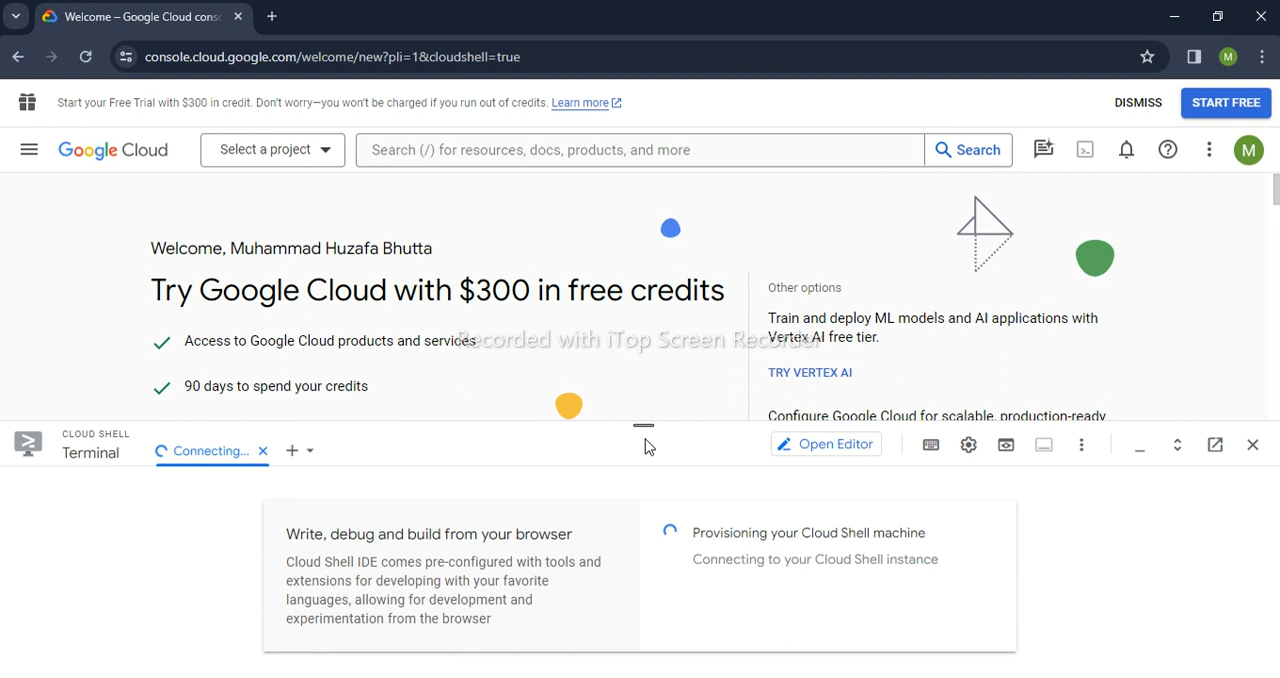 Welcome – Google Cloud cons
console.cloud.google.com/welcome/new?pli=1&cloudshell=true
M
Start your Free Trial with $300 in credit. Don't worry—you won't be charged if you run out of credits. Learn more
DISMISS
START FREE
Google Cloud
Select a project
Search (/) for resources, docs, products, and more
Search
M
Welcome, Muhammad Huzafa Bhutta
Try Google Cloud with $300 in free credits
Access to Google Cloud products and services
90 days to spend your credits
Other options
Train and deploy ML models and AI applications with
Vertex AI free tier.
TRY VERTEX AI
Configure Google Cloud for scalable, production-ready
Recorded with iTop Screen Recorder
CLOUD SHELL
Terminal
Connecting...
Open Editor
Write, debug and build from your browser
Cloud Shell IDE comes pre-configured with tools and
extensions for developing with your favorite
languages, allowing for development and
experimentation from the browser
Provisioning your Cloud Shell machine
Connecting to your Cloud Shell instance